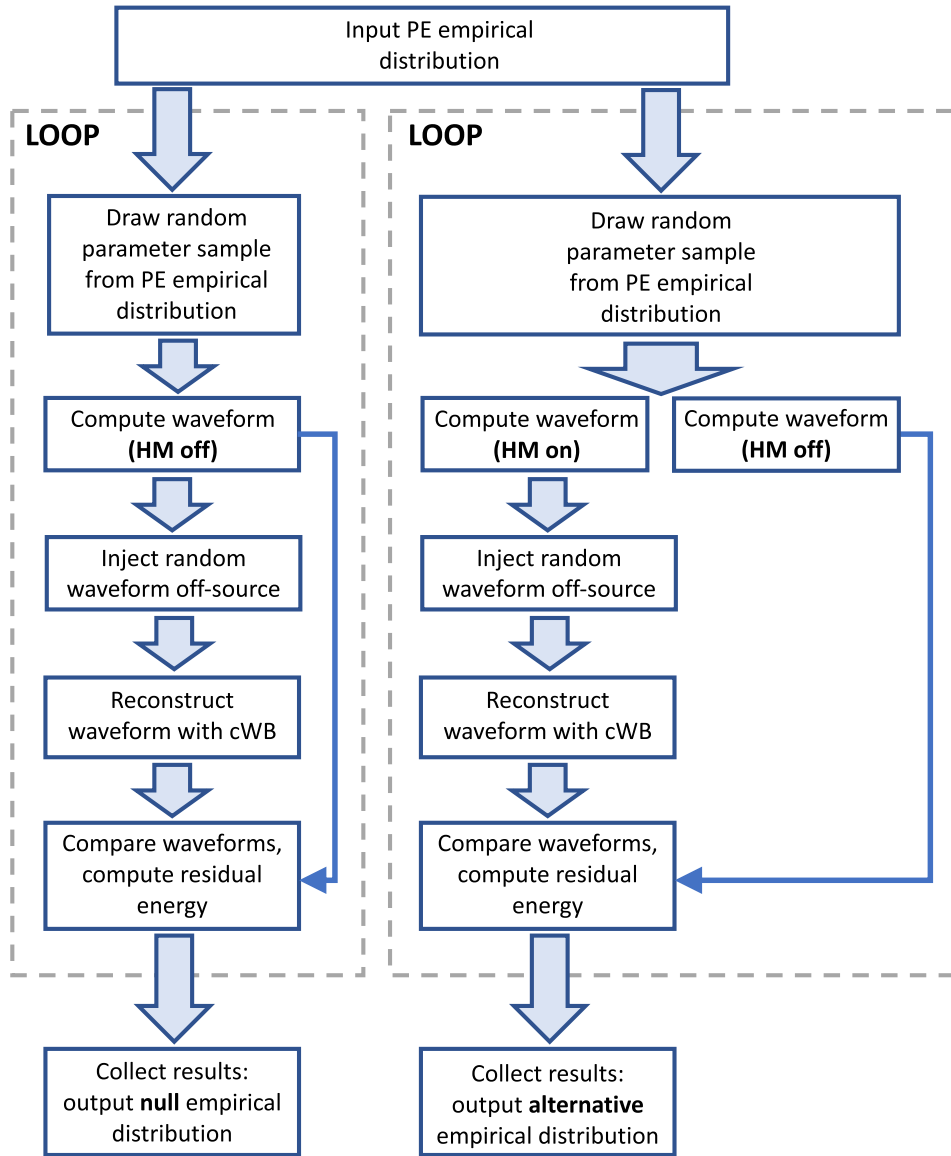 Input PE empirical
distribution
LOOP
Draw random
parameter sample
from PE empirical
distribution
Compute waveform
(HM off)
Inject random
waveform off-source
Reconstruct
waveform with cWB
Compare waveforms,
compute residual
energy
Collect results:
output null empirical
distribution
LOOP
Draw random
parameter sample
from PE empirical
distribution
Compute waveform
(HM on)
Compute waveform
(HM off)
Inject random
waveform off-source
Reconstruct
waveform with cWB
Compare waveforms,
compute residual
energy
Collect results:
output alternative
empirical distribution